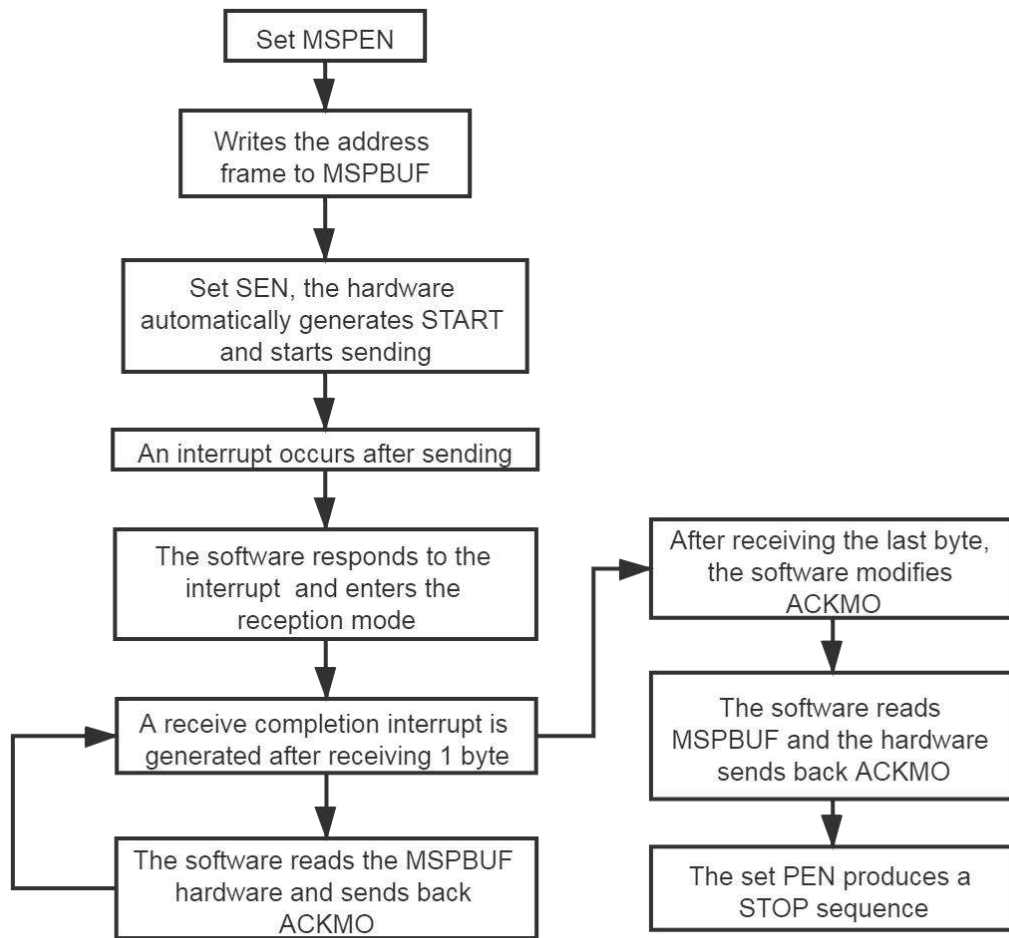 Set MSPEN
Writes the address
frame to MSPBUF
Set SEN, the hardware
automatically generates START
and starts sending
An interrupt occurs after sending
The software responds to the
interrupt and enters the
reception mode
A receive completion interrupt is
generated after receiving 1 byte
The software reads the MSPBUF
hardware and sends back
ACKMO
After receiving the last byte,
the software modifies
ACKMO
The software reads
MSPBUF and the hardware
sends back ACKMO
The set PEN produces a
STOP sequence